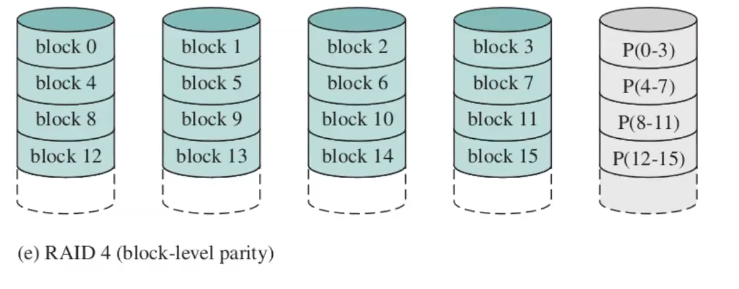 block 0 block 1 block 2 block 3 P(0-3)
block 4 block 5 block 6 block 7 P(4-7)
block 8 block 9 block 10 block 11 P(8-11)
block 12 block 13 block 14 block 15 P(12-15)
(e) RAID 4 (block-level parity)